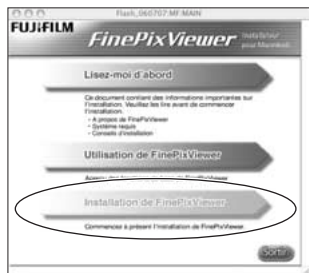 Flash_060707:MF:MAIN
FUJIFILM
FinePixViewer
Installateur
pour Macintosh
Lisez-moi d'abord
Ce document contient des informations importantes sur
l'installation. Veuillez les lire avant de commencer
l'installation.
- A propos de FinePixViewer
- Système requis
- Conseils d'installation
Utilisation de FinePixViewer
Installation de FinePixViewer
Commencez à présent l'installation de FinePixViewer.
Sortir